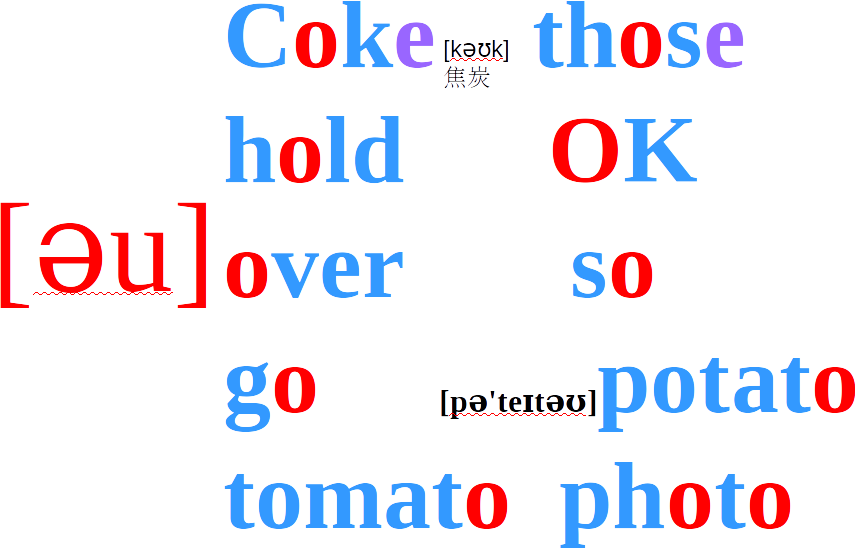 Coke [kəʊk] those
焦炭
hold OK
[əu] over so
go [pə'teɪtəʊ] potato
tomato photo